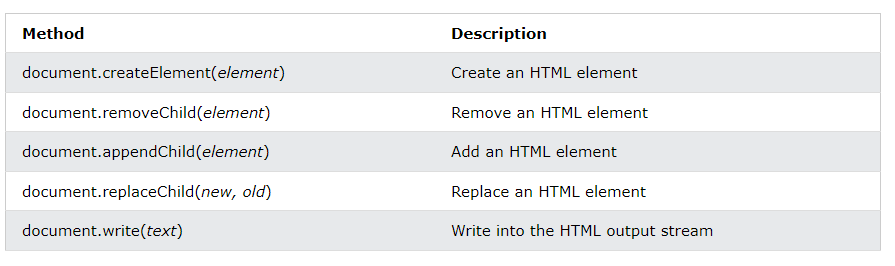 Method Description
document.createElement(element) Create an HTML element
document.removeChild(element) Remove an HTML element
document.appendChild(element) Add an HTML element
document.replaceChild(new, old) Replace an HTML element
document.write(text) Write into the HTML output stream